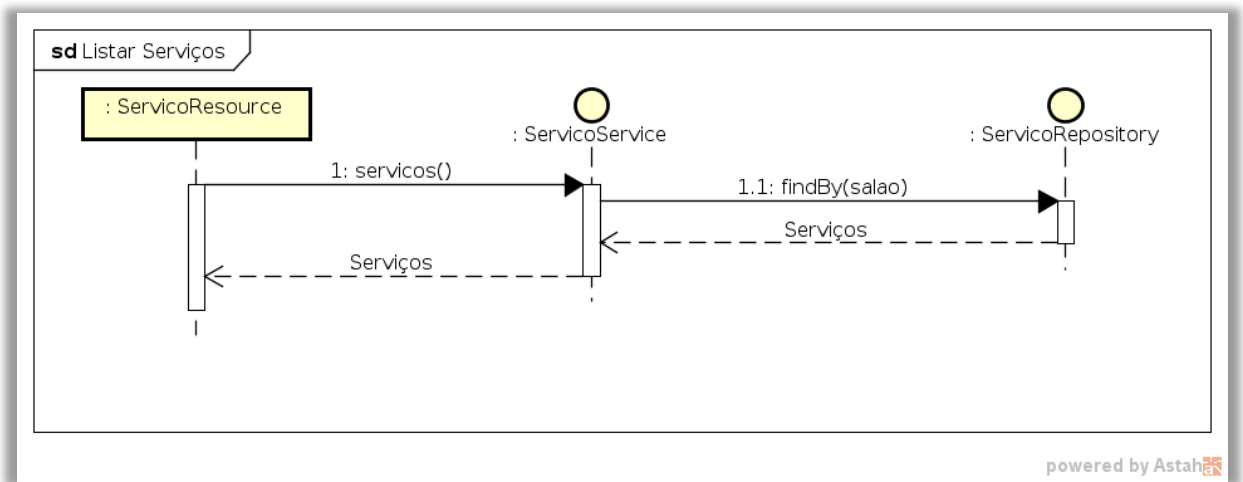 sd Listar Serviços
: ServicoResource
: ServicoService
: ServicoRepository
1: servicos()
1.1: findBy(salao)
Serviços
Serviços
powered by Astah